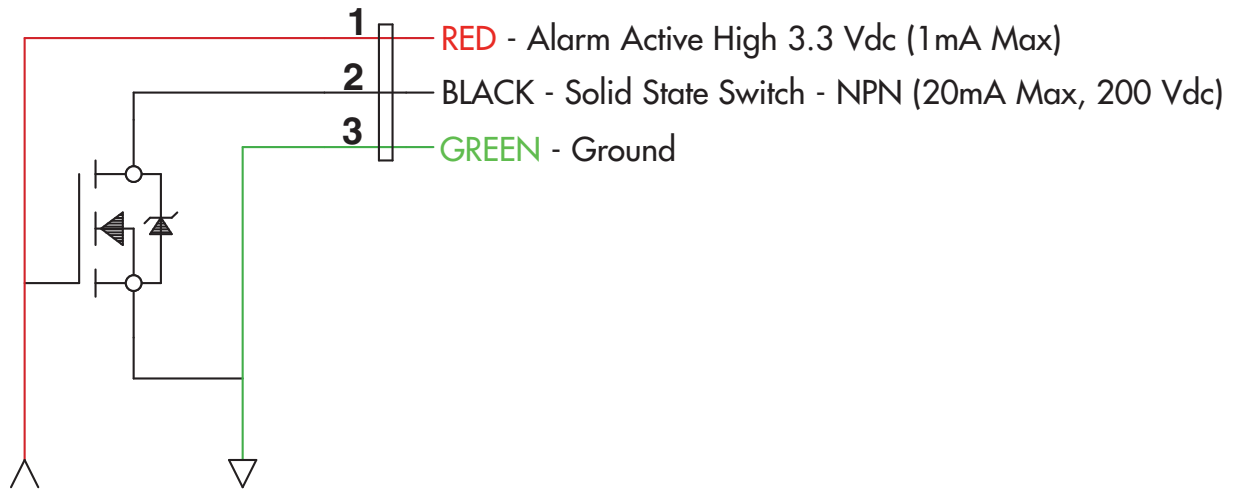 1 RED - Alarm Active High 3.3 Vdc (1mA Max)
2 BLACK - Solid State Switch - NPN (20mA Max, 200 Vdc)
3 GREEN - Ground